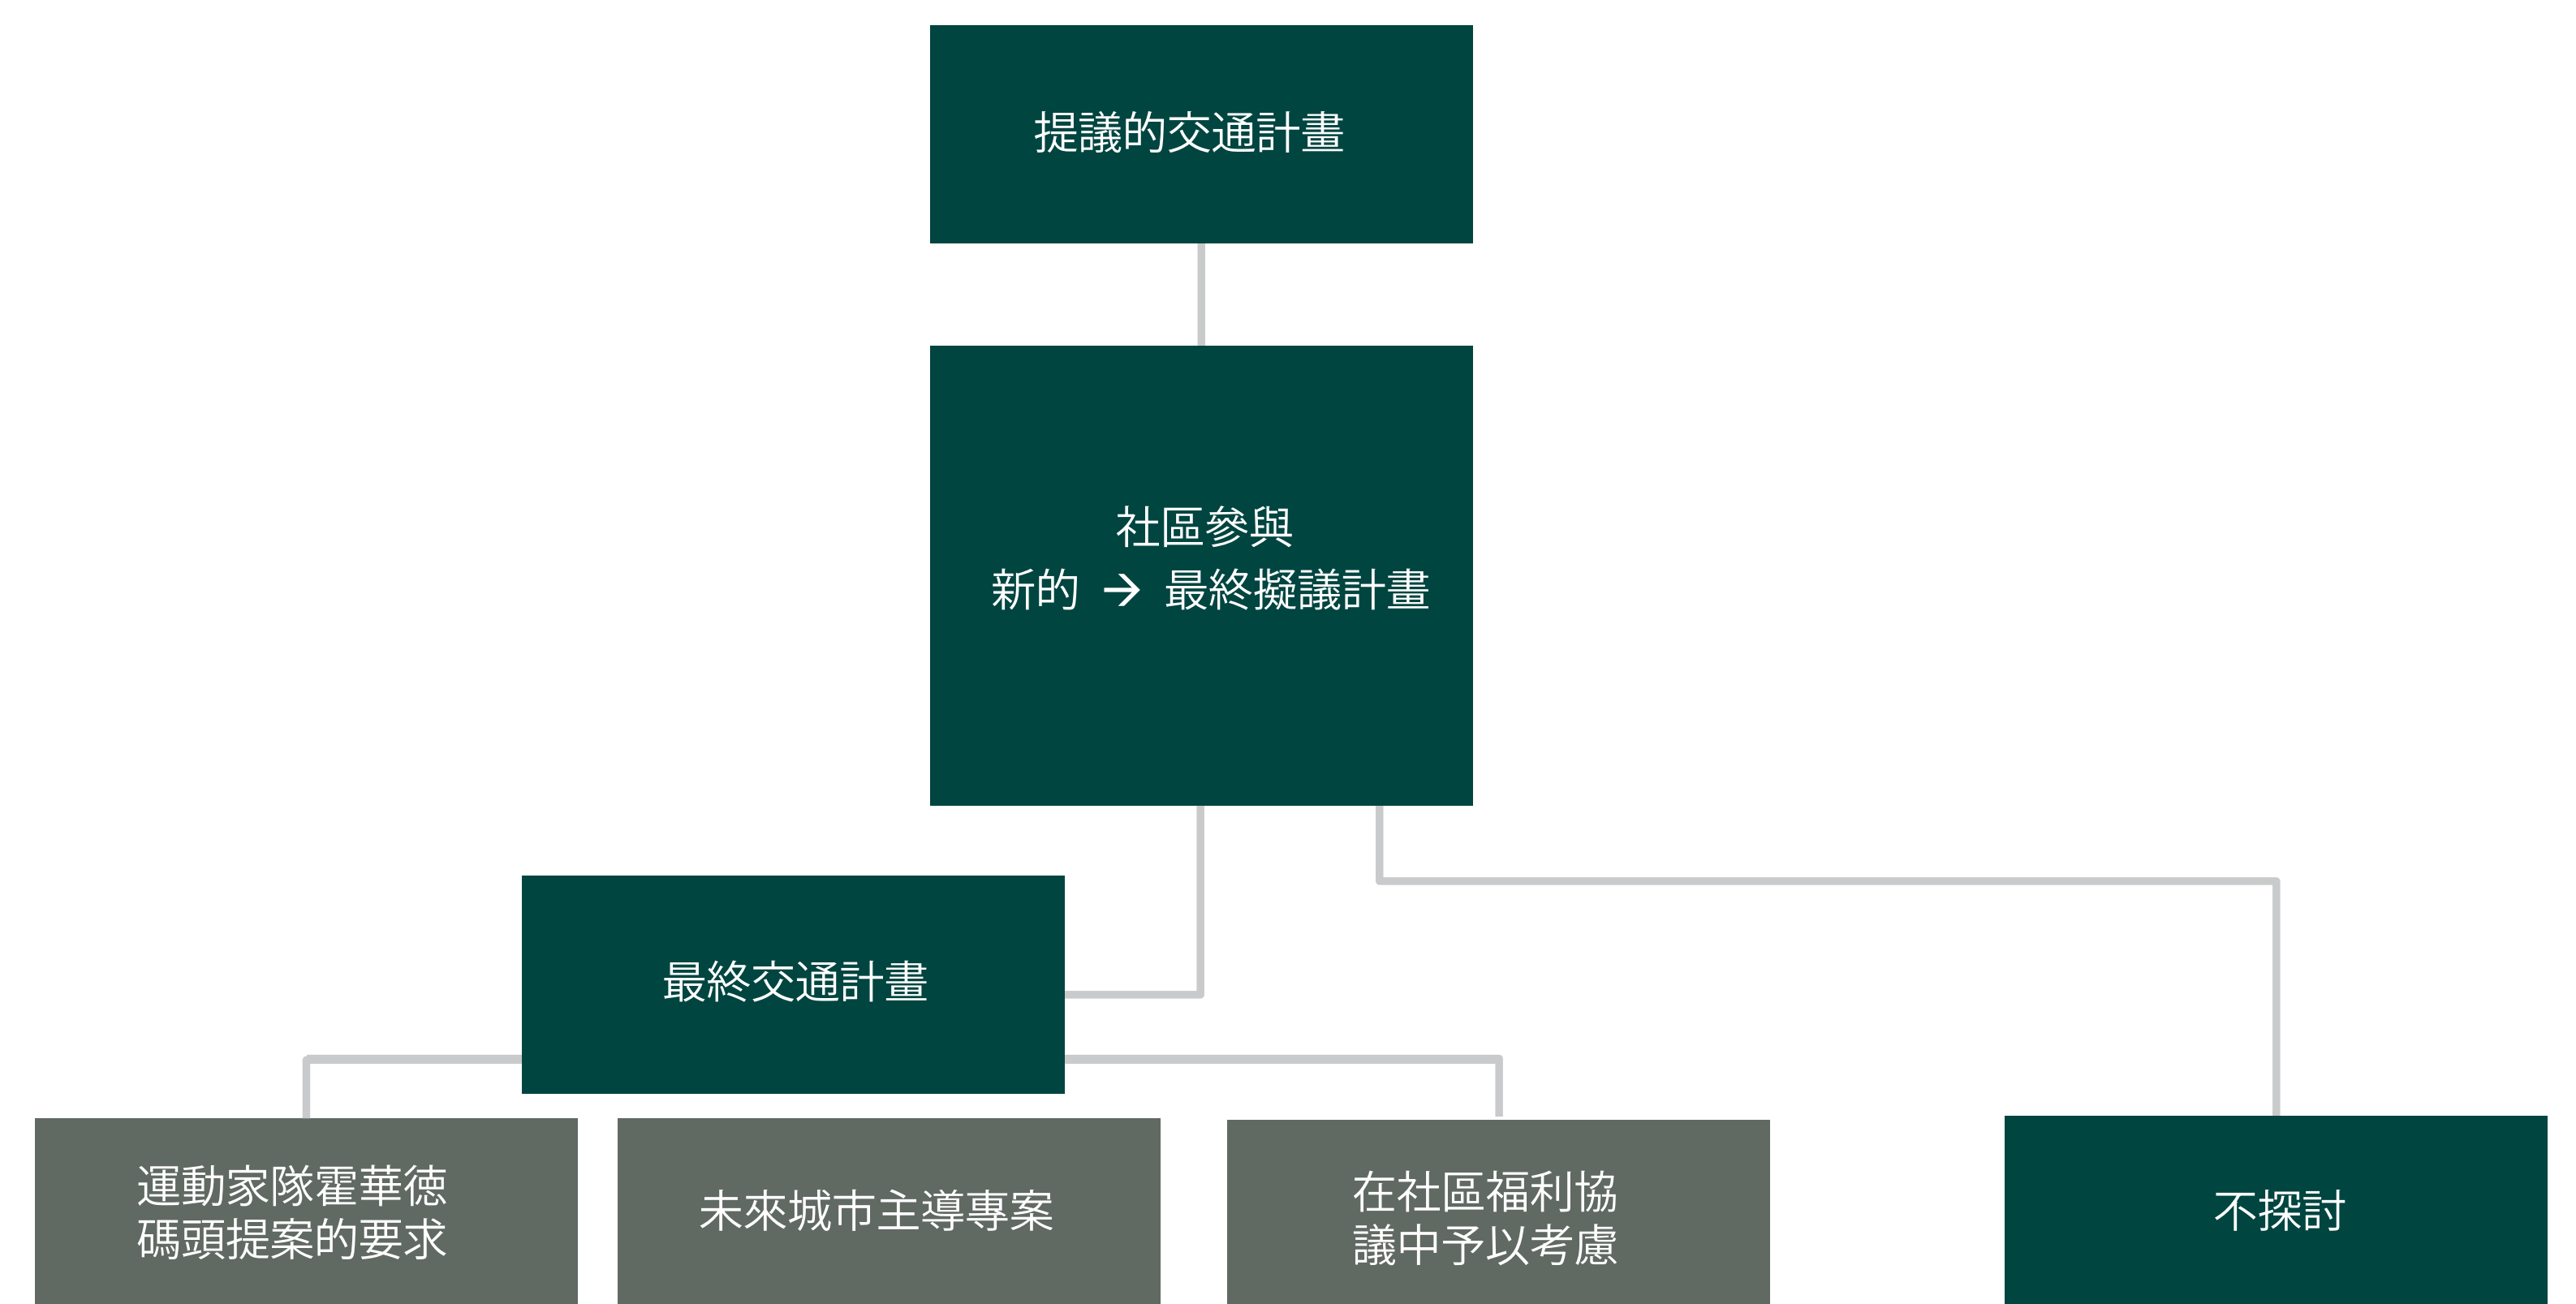 提議的交通計畫
社區參與
新的 → 最終擬議計畫
最終交通計畫
運動家隊霍華德
碼頭提案的要求
未來城市主導專案
在社區福利協
議中予以考慮
不探討